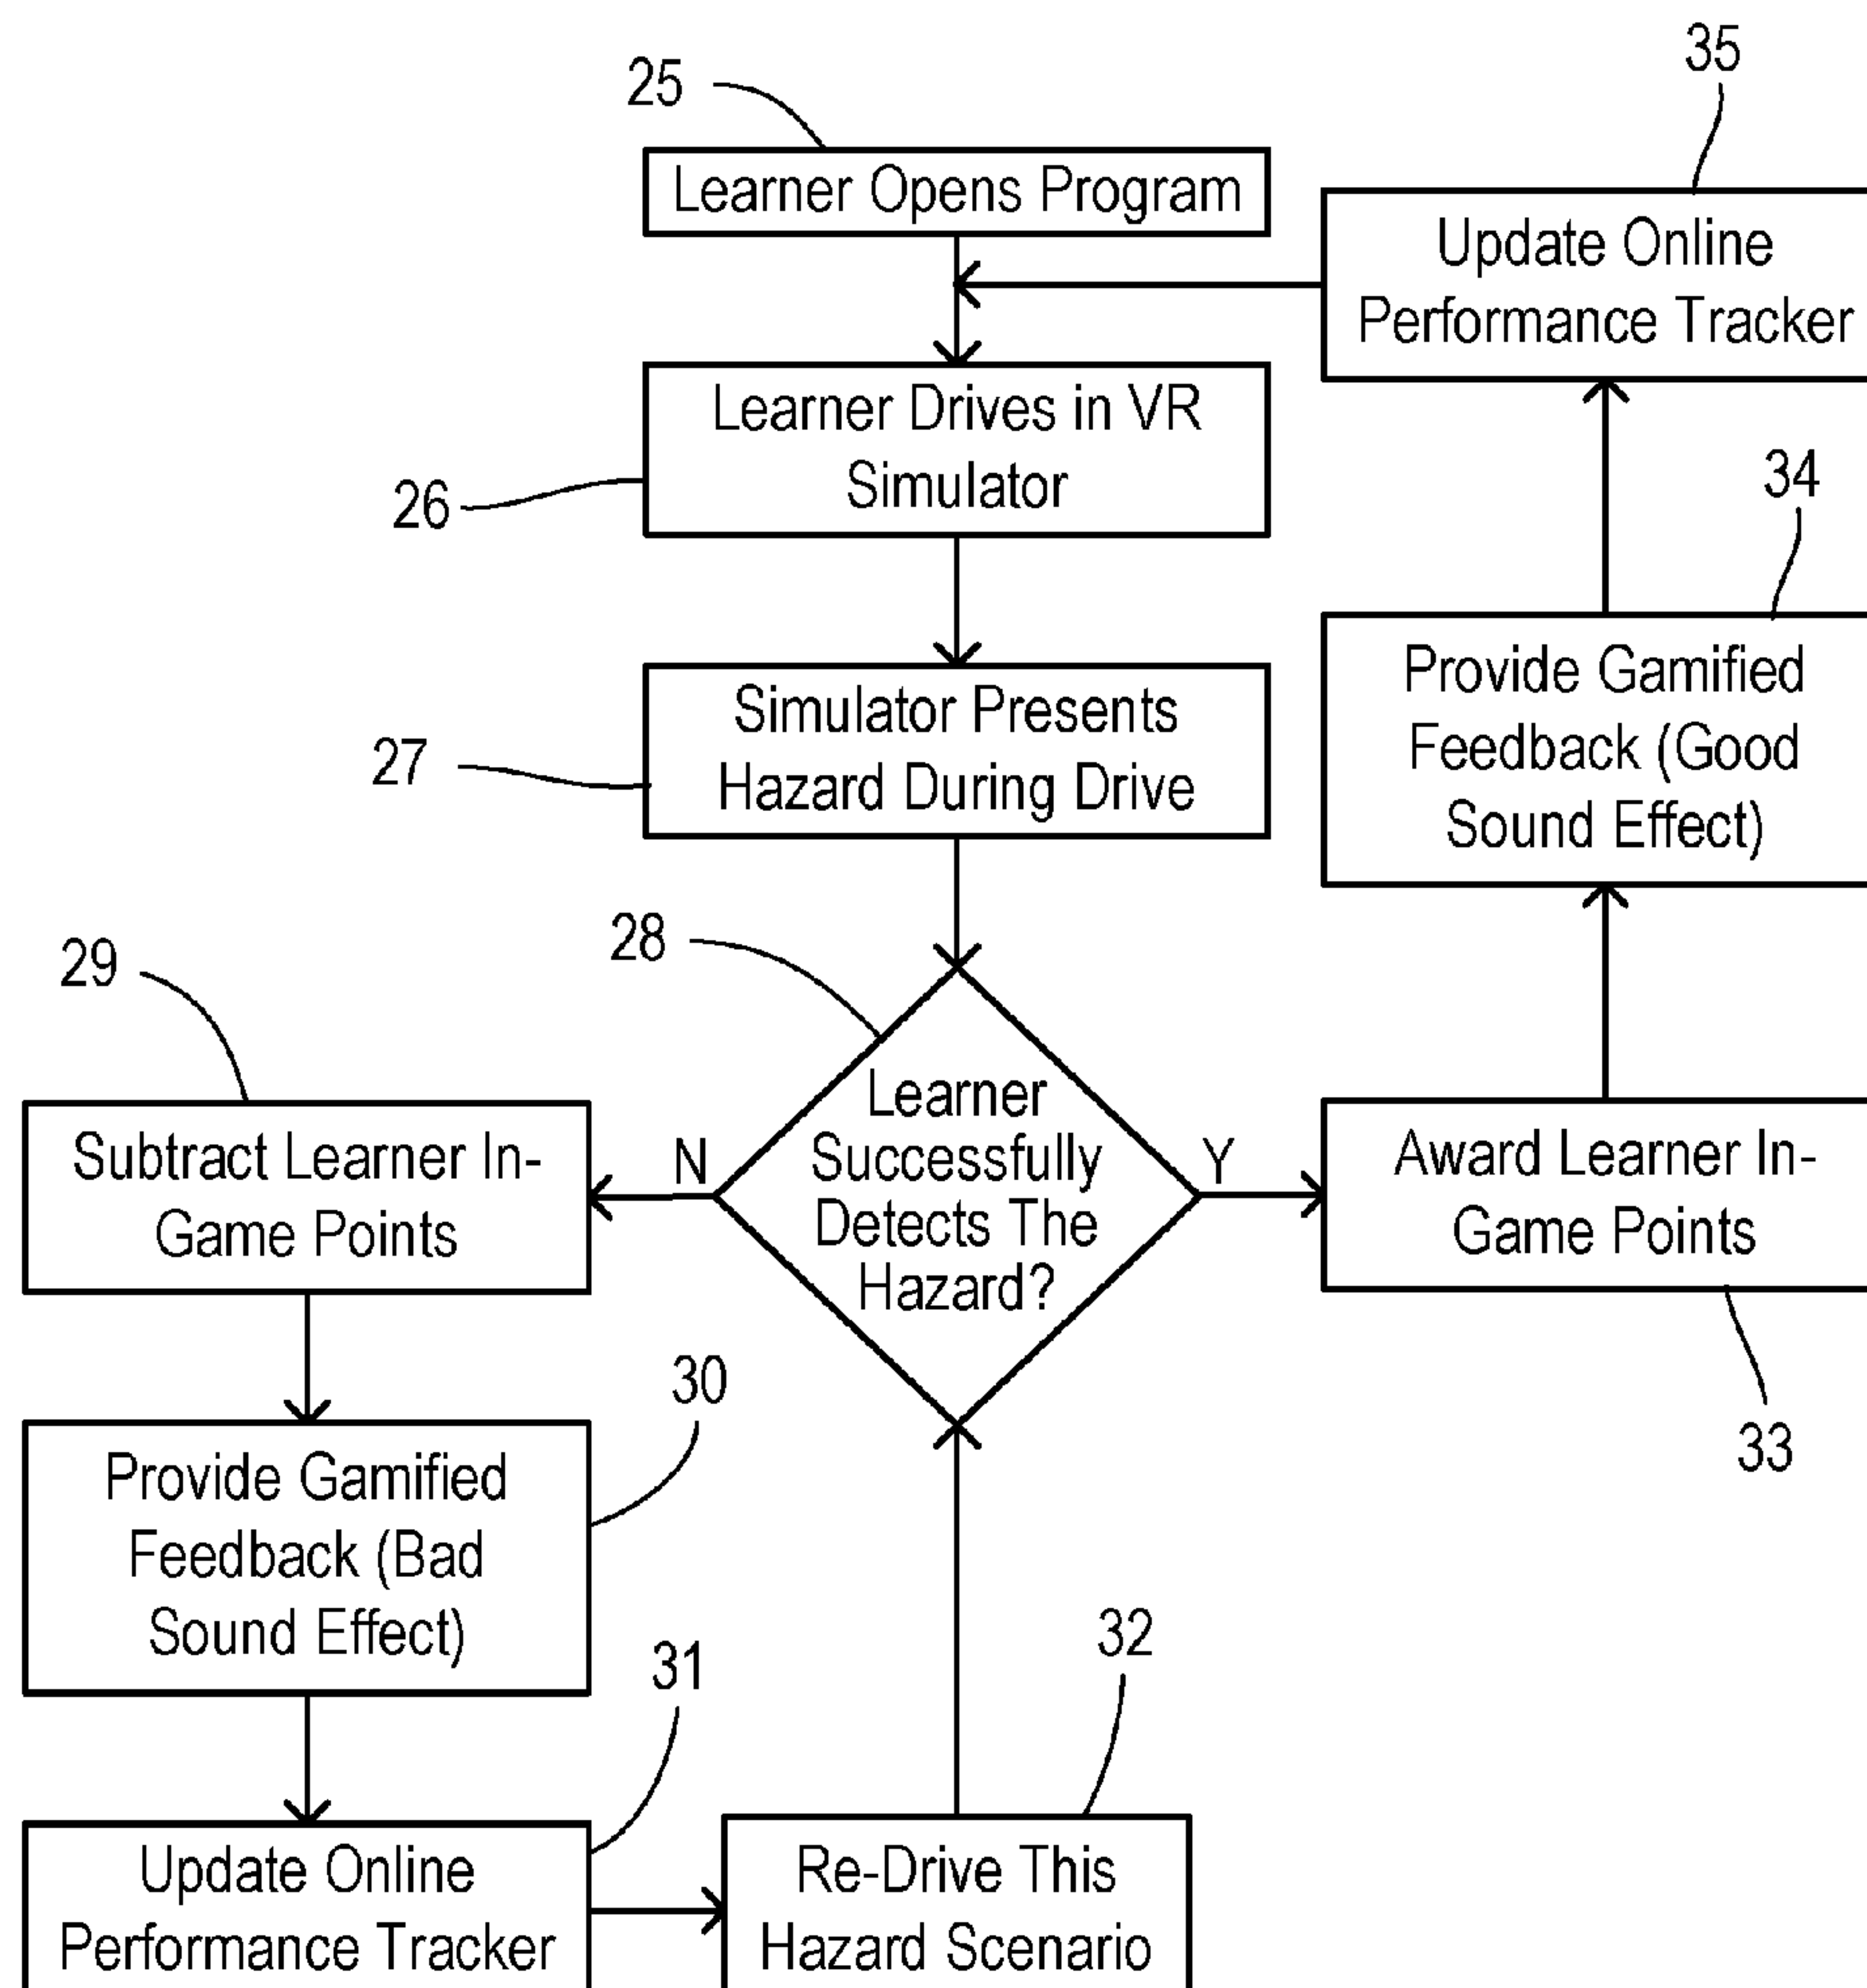 25
35
Learner Opens Program
Update Online
Performance Tracker
Learner Drives in VR
Simulator
26
34
Provide Gamified
Feedback (Good
Sound Effect)
Simulator Presents
Hazard During Drive
27
28
29
Learner
Successfully
Detects The
Hazard?
N
Y
Subtract Learner In-
Game Points
Award Learner In-
Game Points
33
30
Provide Gamified
Feedback (Bad
Sound Effect)
31
32
Update Online
Performance Tracker
Re-Drive This
Hazard Scenario